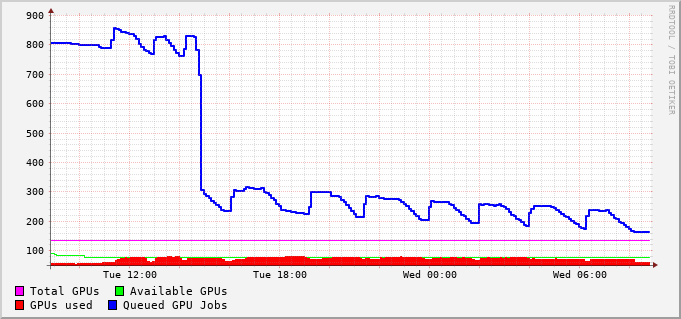 900
800
700
600
500
400
300
200
100
Tue 12:00 Tue 18:00 Wed 00:00 Wed 06:00
Total GPUs Available GPUs
GPUs used Queued GPU Jobs
RRDTOOL / TOBI OETIKER